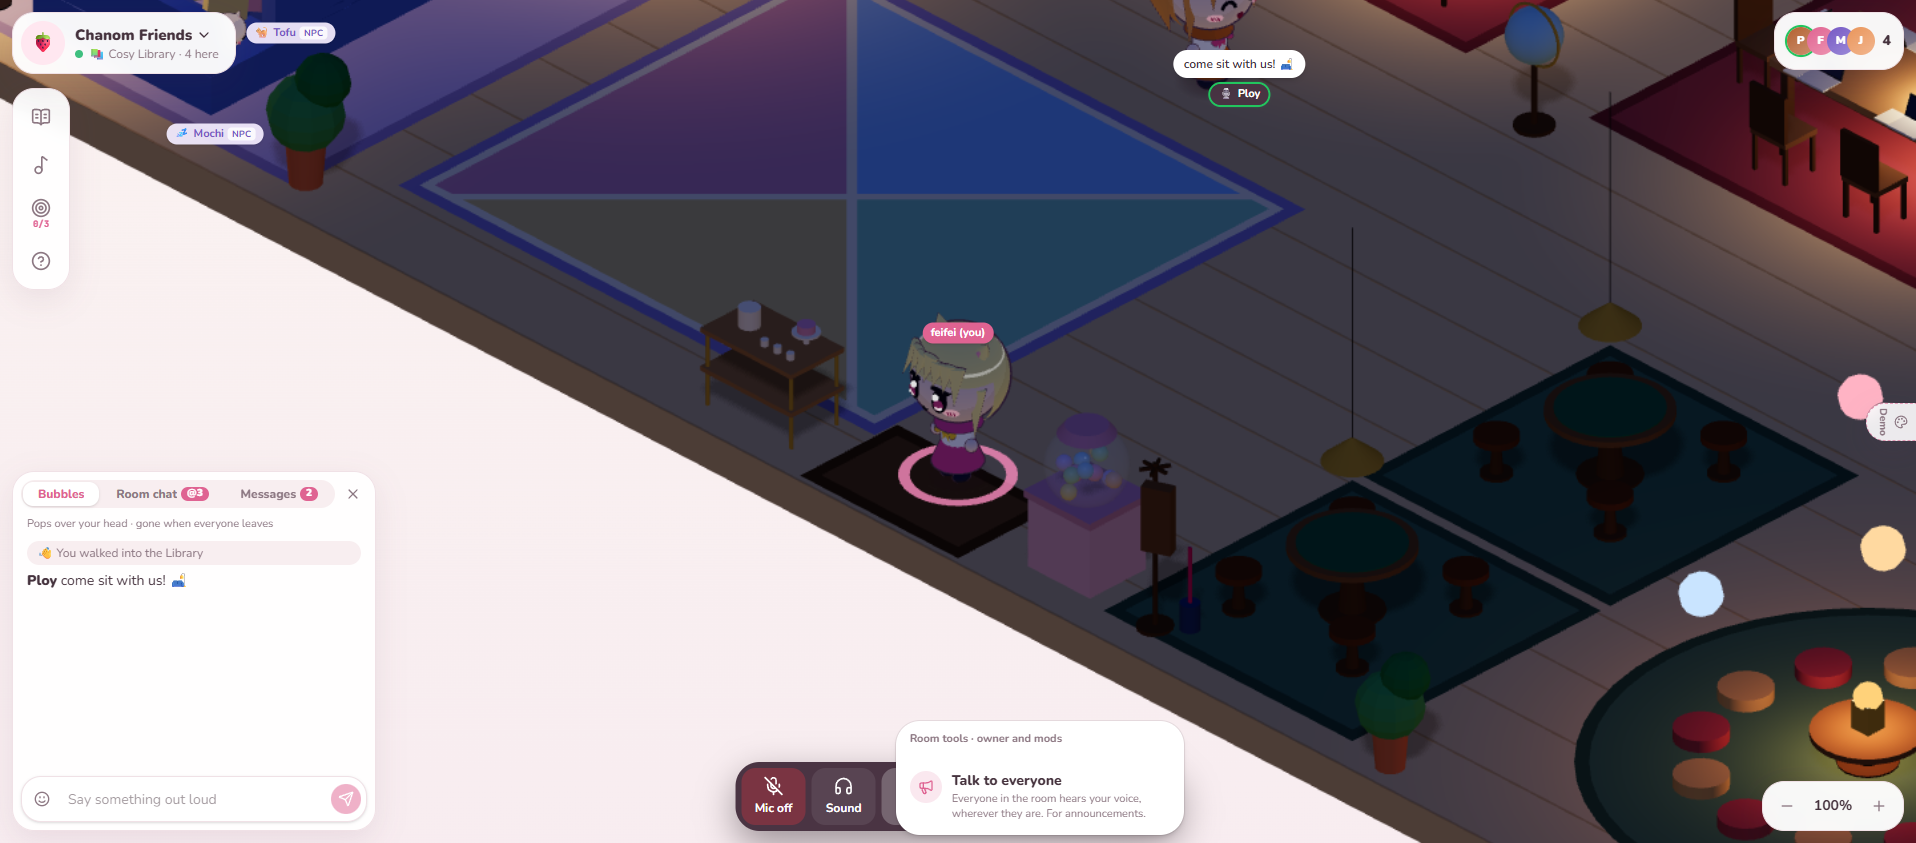 Chanom Friends
Cosy Library · 4 here
Tofu NPC
Mochi NPC
0/3
come sit with us!
Ploy
P F M J 4
feifei (you)
Demo
Bubbles Room chat @3 Messages 2
Pops over your head · gone when everyone leaves
You walked into the Library
Ploy come sit with us!
Say something out loud
Mic off Sound
Room tools · owner and mods
Talk to everyone
Everyone in the room hears your voice,
wherever they are. For announcements.
100%